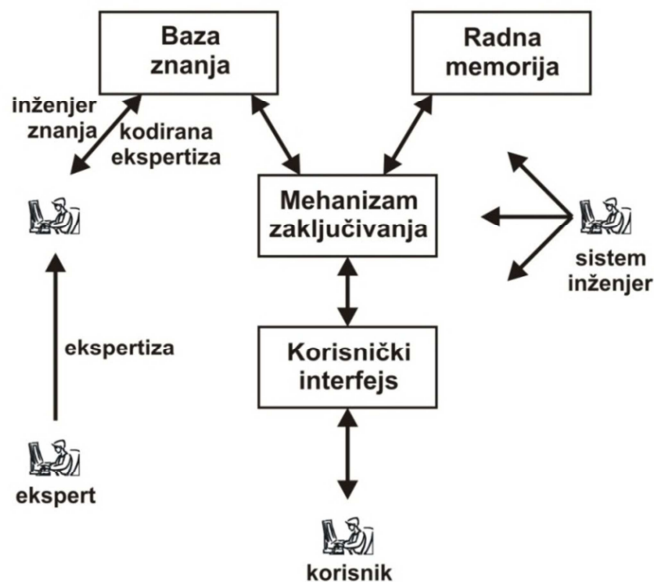 Baza
znanja
Radna
memorija
inženjer
znanja
kodirana
ekspertiza
Mehanizam
zaključivanja
sistem
inženjer
ekspertiza
Korisnički
interfejs
ekspert
korisnik